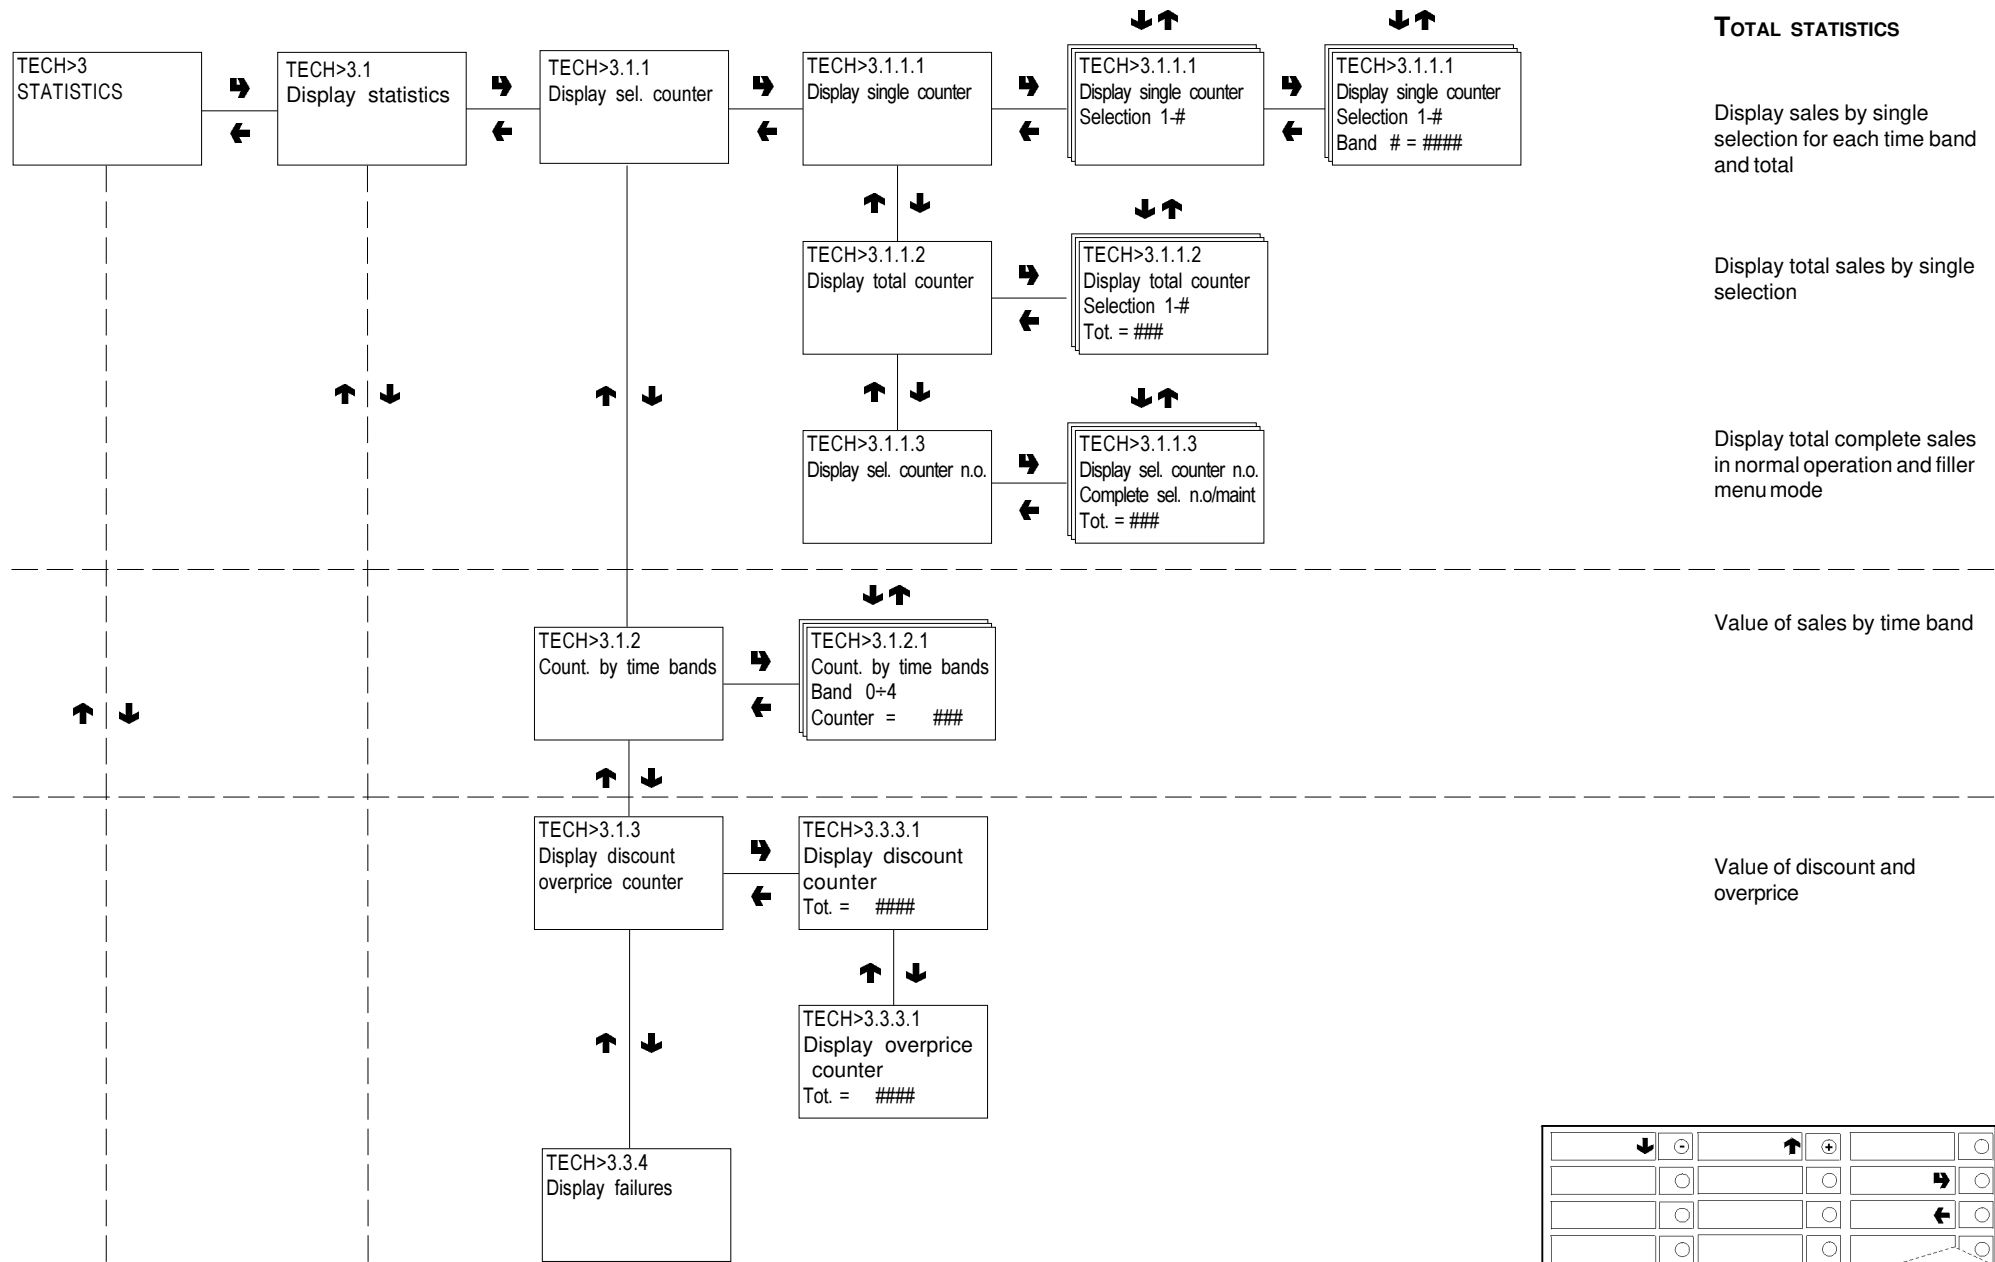 TOTAL STATISTICS
TECH>3
STATISTICS
TECH>3.1
Display statistics
TECH>3.1.1
Display sel. counter
TECH>3.1.1.1
Display single counter
TECH>3.1.1.1
Display single counter
Selection 1-#
TECH>3.1.1.1
Display single counter
Selection 1-#
Band # = ####
Display sales by single
selection for each time band
and total
TECH>3.1.1.2
Display total counter
TECH>3.1.1.2
Display total counter
Selection 1-#
Tot. = ###
Display total sales by single
selection
TECH>3.1.1.3
Display sel. counter n.o.
TECH>3.1.1.3
Display sel. counter n.o.
Complete sel. n.o/maint
Tot. = ###
Display total complete sales
in normal operation and filler
menu mode
TECH>3.1.2
Count. by time bands
TECH>3.1.2.1
Count. by time bands
Band 0÷4
Counter = ###
Value of sales by time band
TECH>3.1.3
Display discount
overprice counter
TECH>3.3.3.1
Display discount
counter
Tot. = ####
Value of discount and
overprice
TECH>3.3.3.1
Display overprice
counter
Tot. = ####
TECH>3.3.4
Display failures
- +